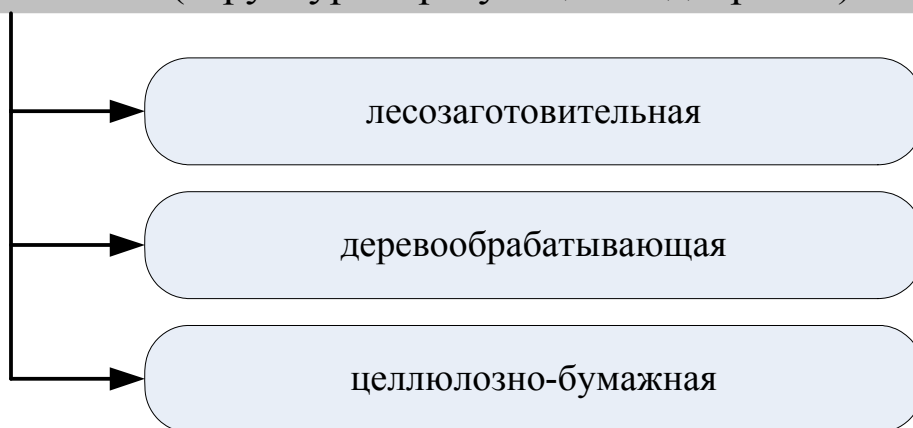 лесозаготовительная
деревообрабатывающая
целлюлозно-бумажная